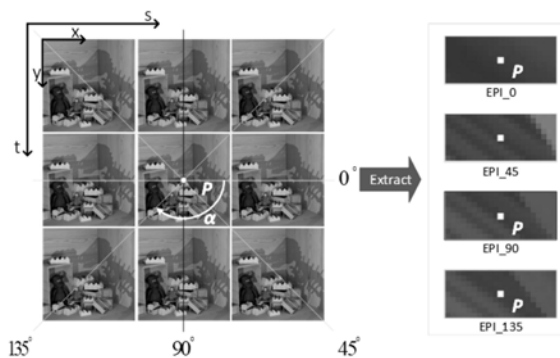 s
x
y
t
P
α
0°
Extract
135°
90°
45°
P
EPI_0
P
EPI_45
P
EPI_90
P
EPI_135